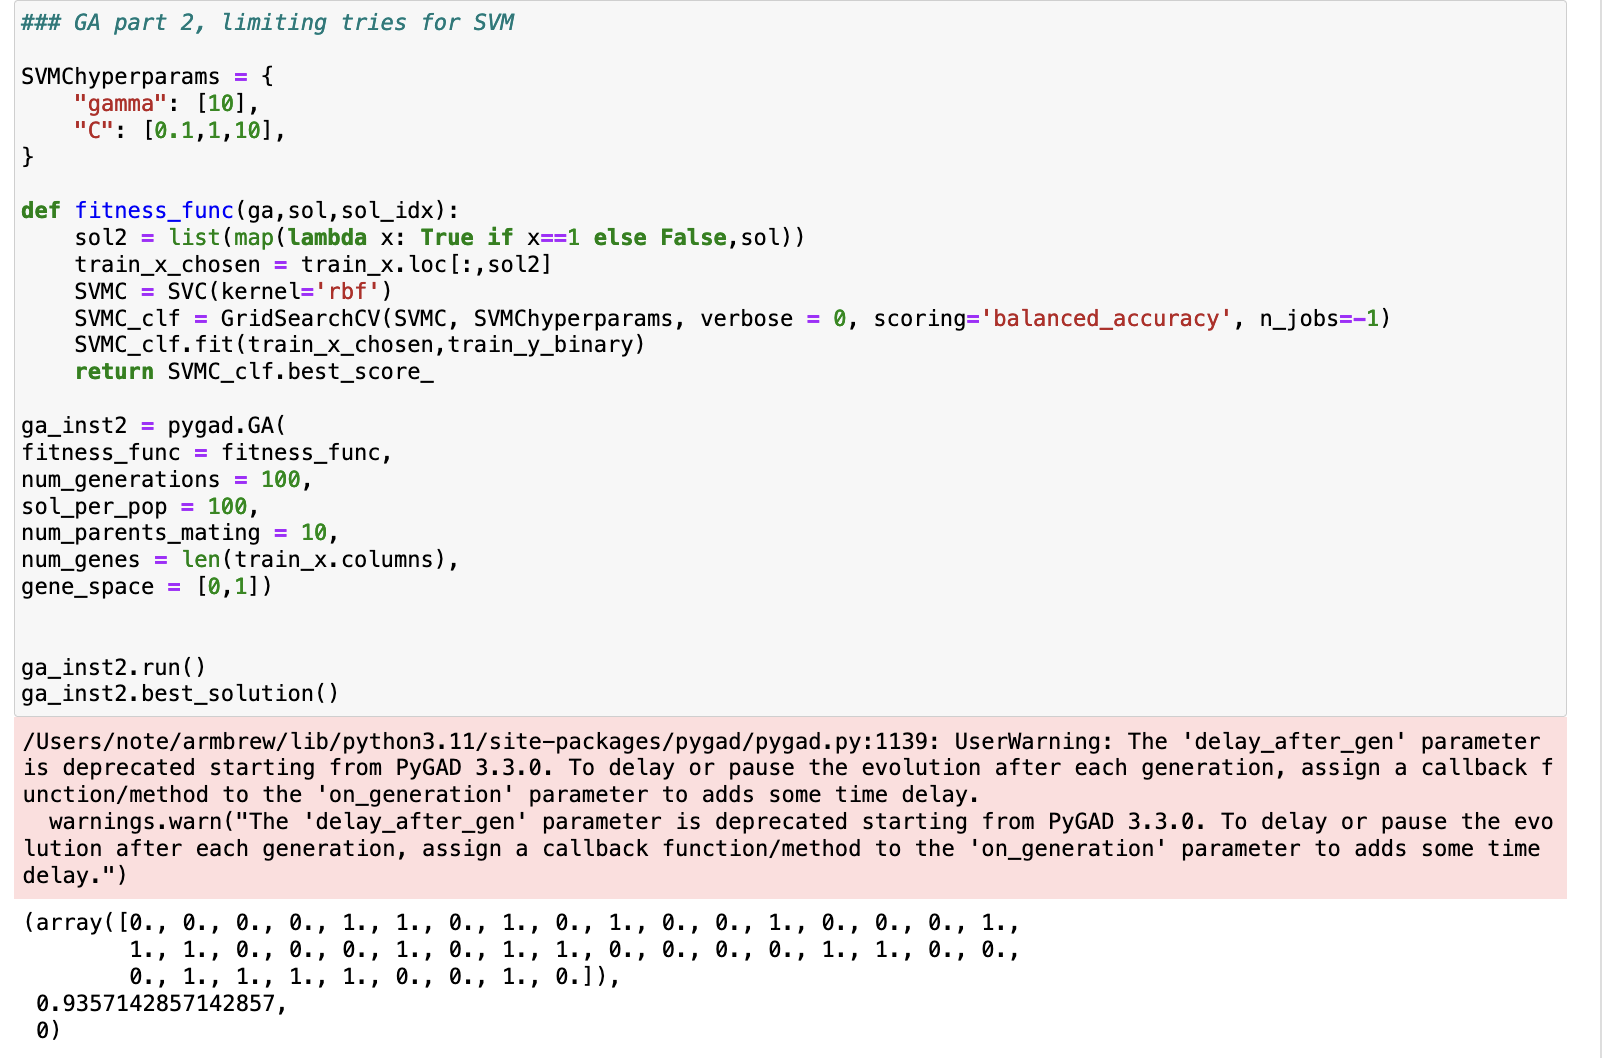 ### GA part 2, limiting tries for SVM
SVMChyperparams = {
    "gamma": [10],
    "C": [0.1,1,10],
}
def fitness_func(ga,sol,sol_idx):
    sol2 = list(map(lambda x: True if x==1 else False,sol))
    train_x_chosen = train_x.loc[:,sol2]
    SVMC = SVC(kernel='rbf')
    SVMC_clf = GridSearchCV(SVMC, SVMChyperparams, verbose = 0, scoring='balanced_accuracy', n_jobs=-1)
    SVMC_clf.fit(train_x_chosen,train_y_binary)
    return SVMC_clf.best_score_
ga_inst2 = pygad.GA(
fitness_func = fitness_func,
num_generations = 100,
sol_per_pop = 100,
num_parents_mating = 10,
num_genes = len(train_x.columns),
gene_space = [0,1])
ga_inst2.run()
ga_inst2.best_solution()
/Users/note/armbrew/lib/python3.11/site-packages/pygad/pygad.py:1139: UserWarning: The 'delay_after_gen' parameter
is deprecated starting from PyGAD 3.3.0. To delay or pause the evolution after each generation, assign a callback f
unction/method to the 'on_generation' parameter to adds some time delay.
  warnings.warn("The 'delay_after_gen' parameter is deprecated starting from PyGAD 3.3.0. To delay or pause the evo
lution after each generation, assign a callback function/method to the 'on_generation' parameter to adds some time
delay.")
(array([0., 0., 0., 0., 1., 1., 0., 1., 0., 1., 0., 0., 1., 0., 0., 0., 1.,
        1., 1., 0., 0., 0., 1., 0., 1., 1., 0., 0., 0., 0., 1., 1., 0., 0.,
        0., 1., 1., 1., 1., 0., 0., 1., 0.]),
 0.9357142857142857,
 0)